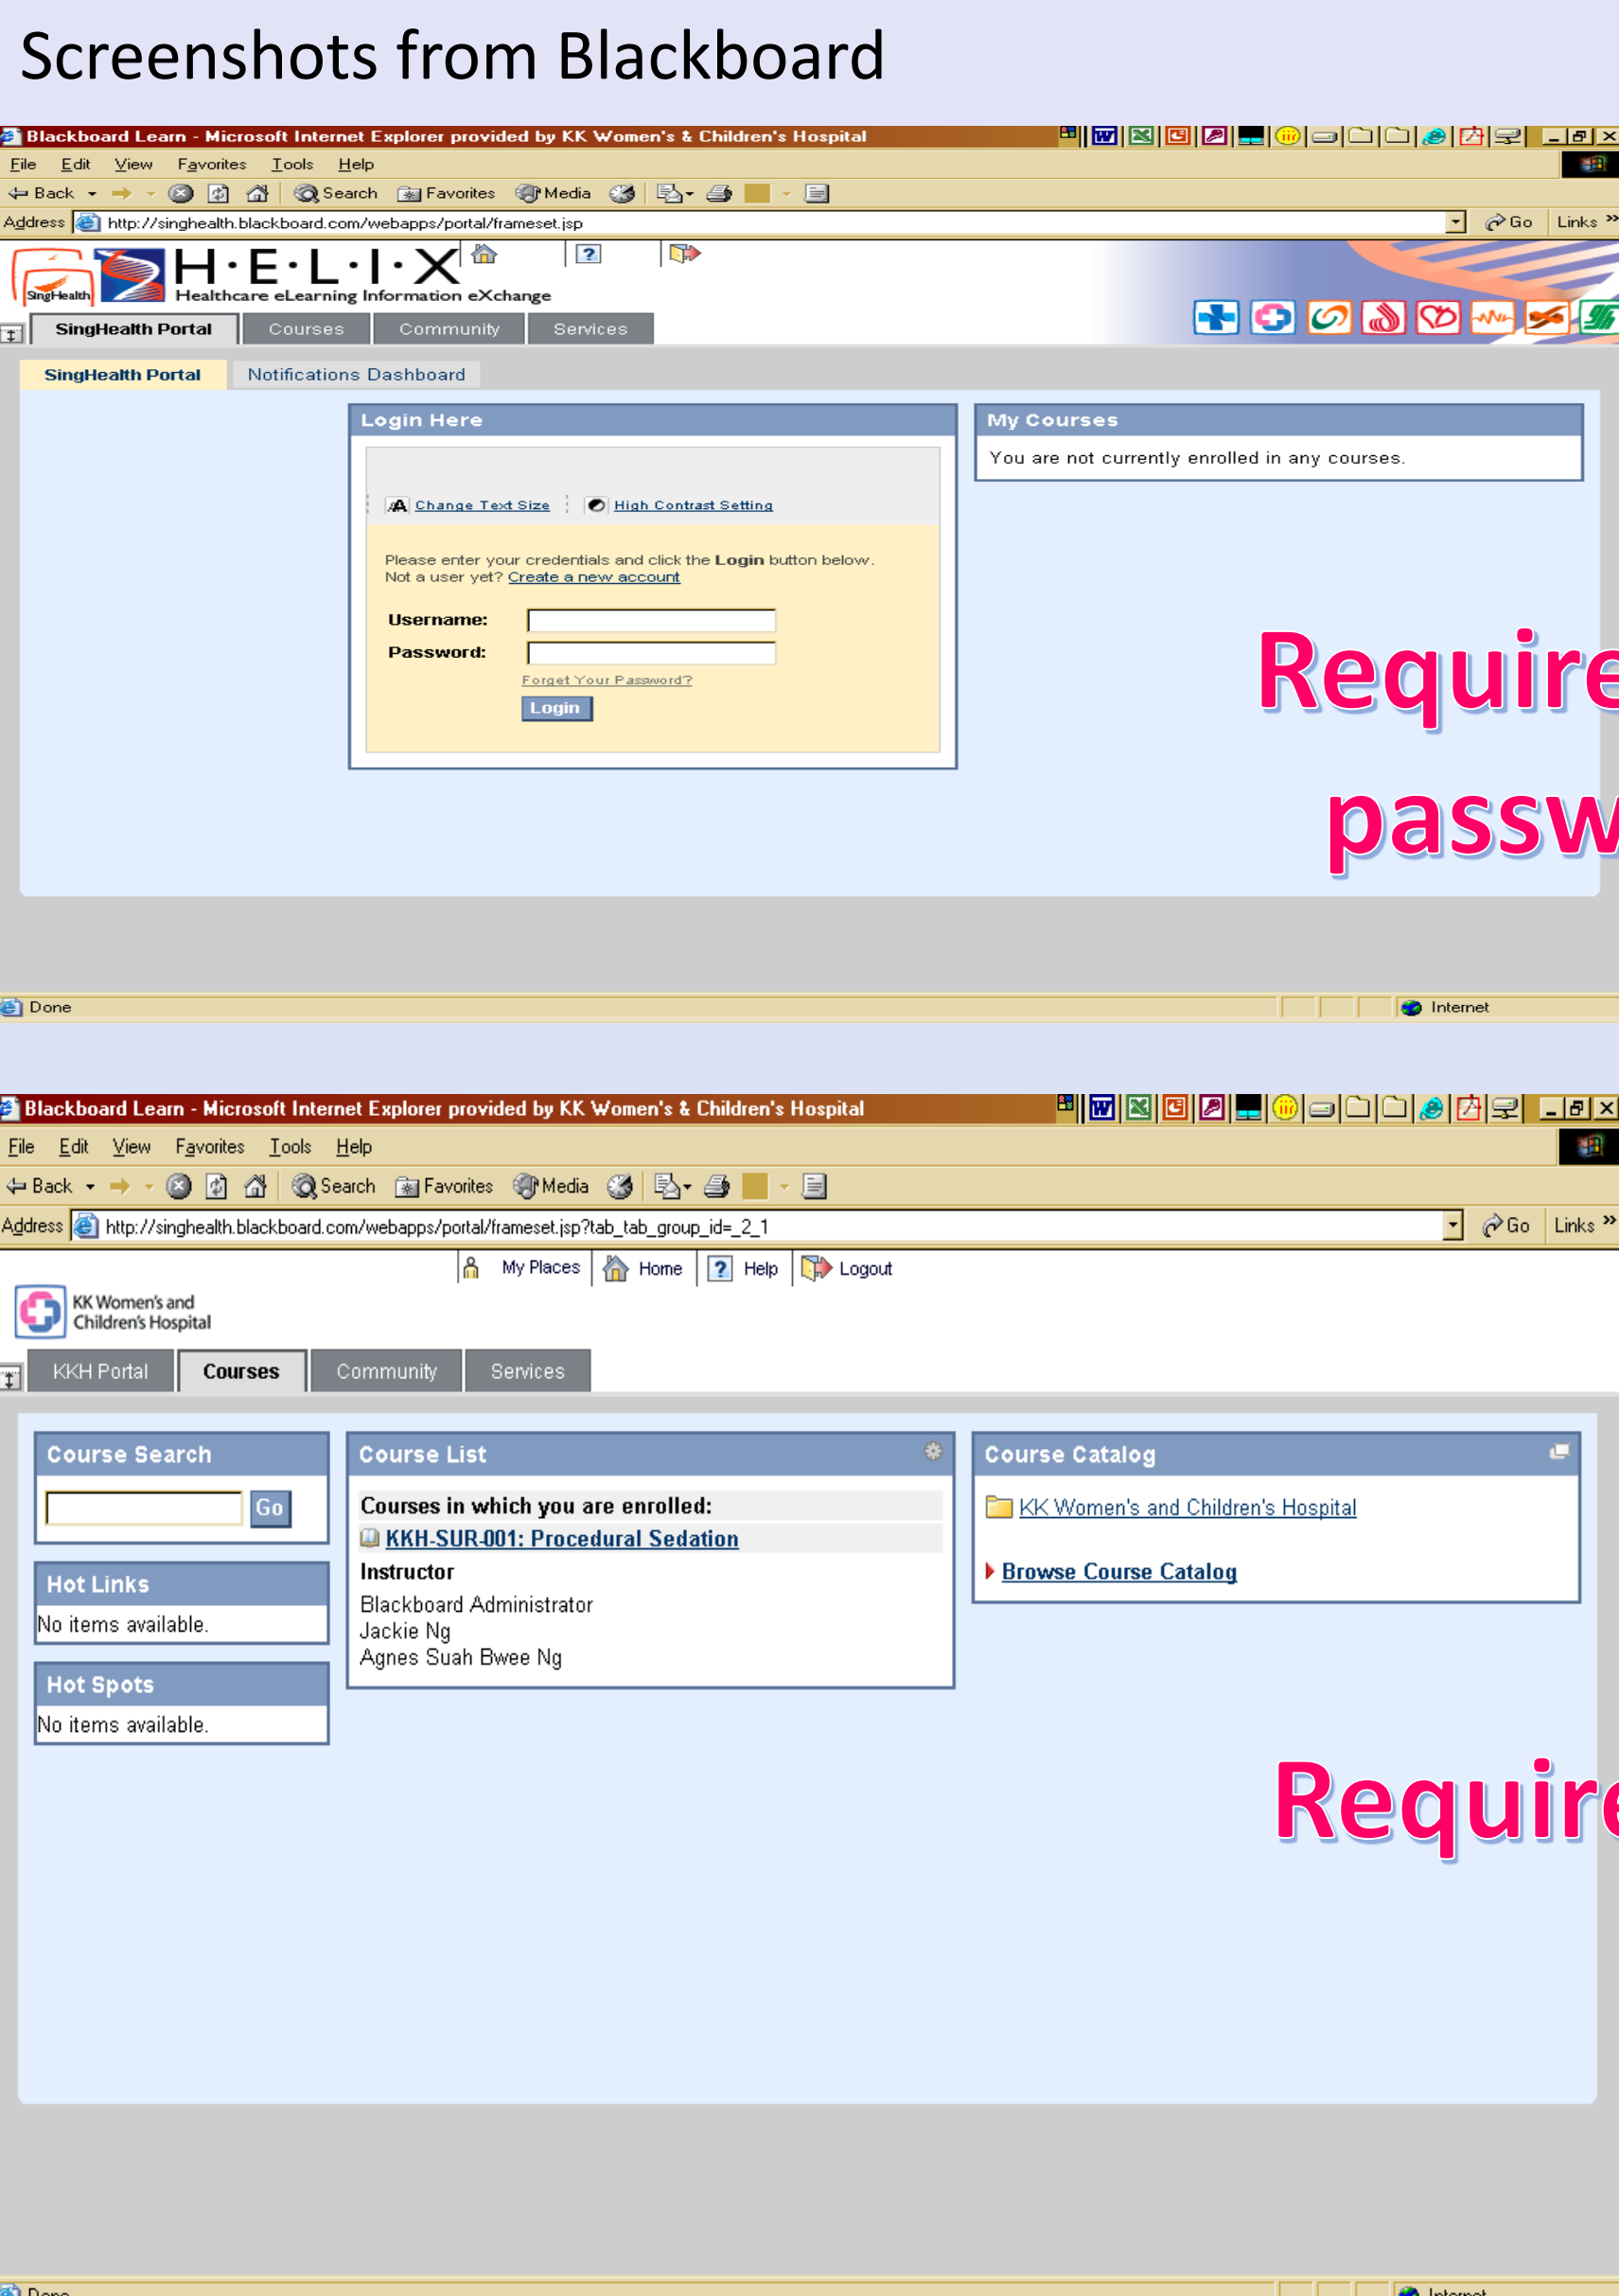 Screenshots from Blackboard
Blackboard Learn - Microsoft Internet Explorer provided by KK Women's & Children's Hospital
File Edit View Favorites Tools Help
Back Search Favorites Media
Address http://singhealth.blackboard.com/webapps/portal/frameset.jsp Go Links »
H·E·L·I·X
SingHealth Healthcare eLearning Information eXchange
SingHealth Portal Courses Community Services
SingHealth Portal Notifications Dashboard
Login Here
Change Text Size High Contrast Setting
Please enter your credentials and click the Login button below.
Not a user yet? Create a new account
Username:
Password:
Forget Your Password?
Login
My Courses
You are not currently enrolled in any courses.
Require
passw
Done Internet
Blackboard Learn - Microsoft Internet Explorer provided by KK Women's & Children's Hospital
File Edit View Favorites Tools Help
Back Search Favorites Media
Address http://singhealth.blackboard.com/webapps/portal/frameset.jsp?tab_tab_group_id=_2_1 Go Links »
My Places Home Help Logout
KK Women's and
Children's Hospital
KKH Portal Courses Community Services
Course Search
Go
Hot Links
No items available.
Hot Spots
No items available.
Course List
Courses in which you are enrolled:
KKH-SUR-001: Procedural Sedation
Instructor
Blackboard Administrator
Jackie Ng
Agnes Suah Bwee Ng
Course Catalog
KK Women's and Children's Hospital
Browse Course Catalog
Require
Done Internet